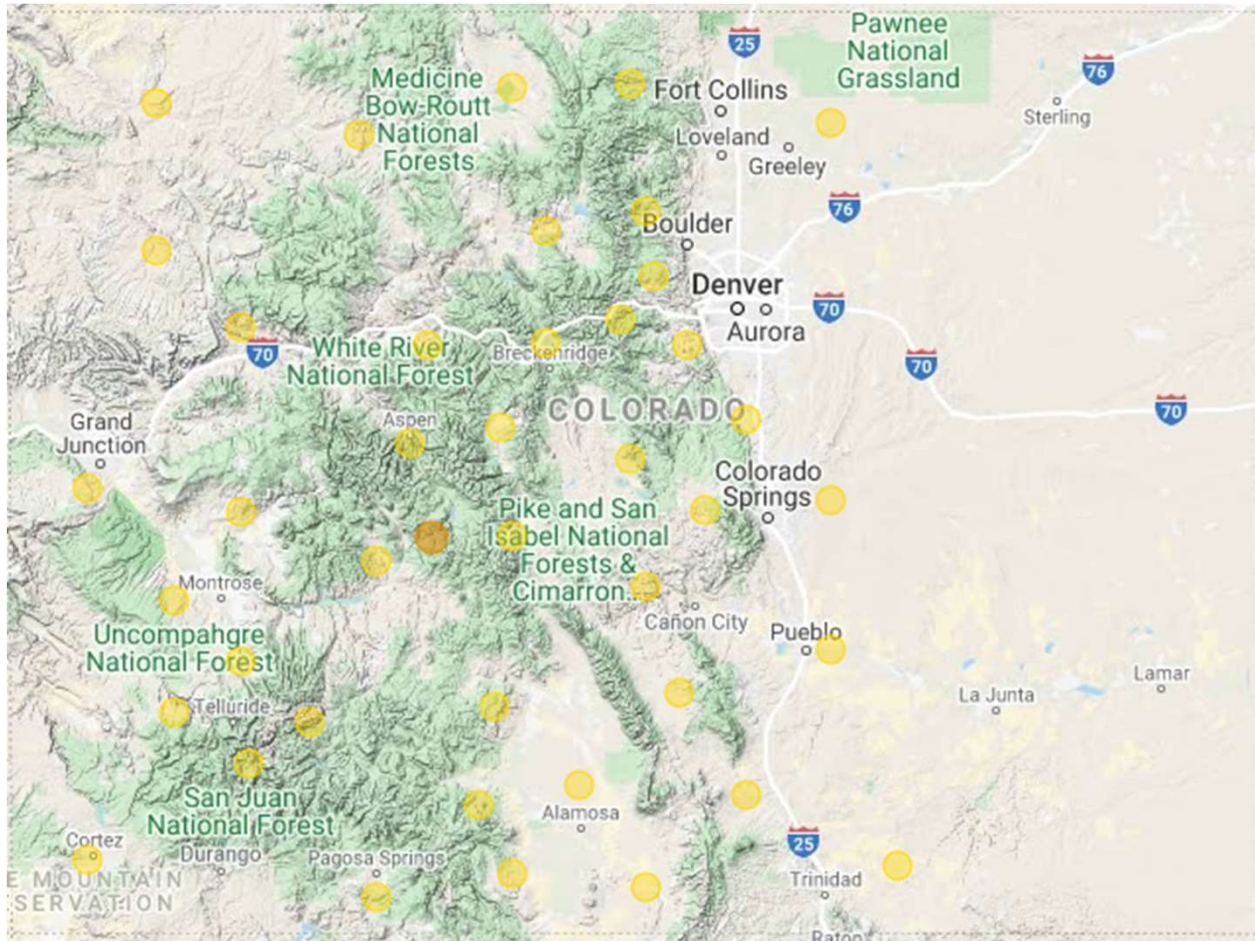 25
Pawnee
National
Grassland
76
Medicine
Bow-Routt
National
Forests
Fort Collins
Loveland
Greeley
Sterling
76
Boulder
Denver
Aurora
70
70
White River
National Forest
Breckenridge
70
70
COLORADO
Aspen
Grand
Junction
Colorado
Springs
Pike and San
Isabel National
Forests &
Cimarron...
Montrose
Cañon City
Pueblo
Uncompahgre
National Forest
Telluride
La Junta
Lamar
San Juan
National Forest
Alamosa
25
Cortez
Durango
Pagosa Springs
Trinidad
E MOUNTAIN
SERVATION
Raton